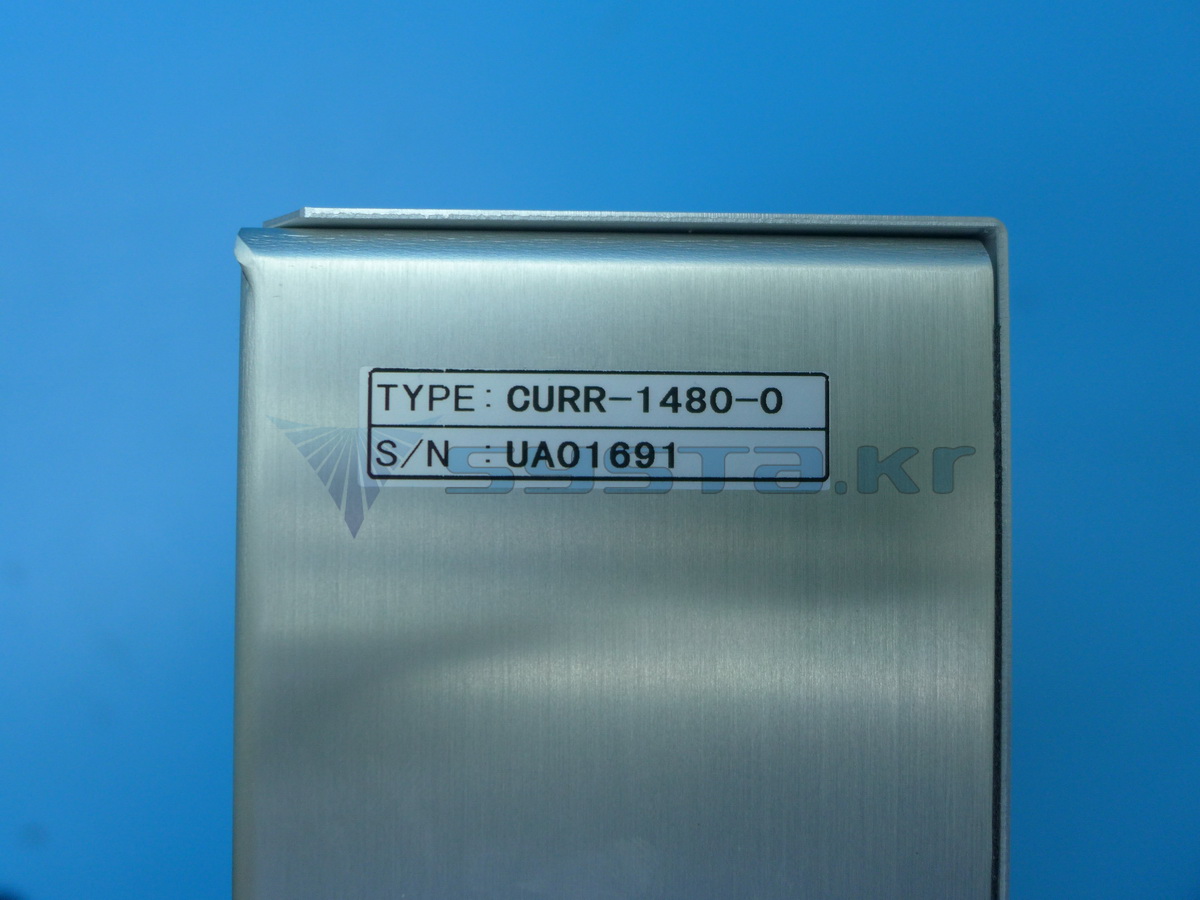 TYPE: CURR-1480-0
S/N : UA01691
systa.kr